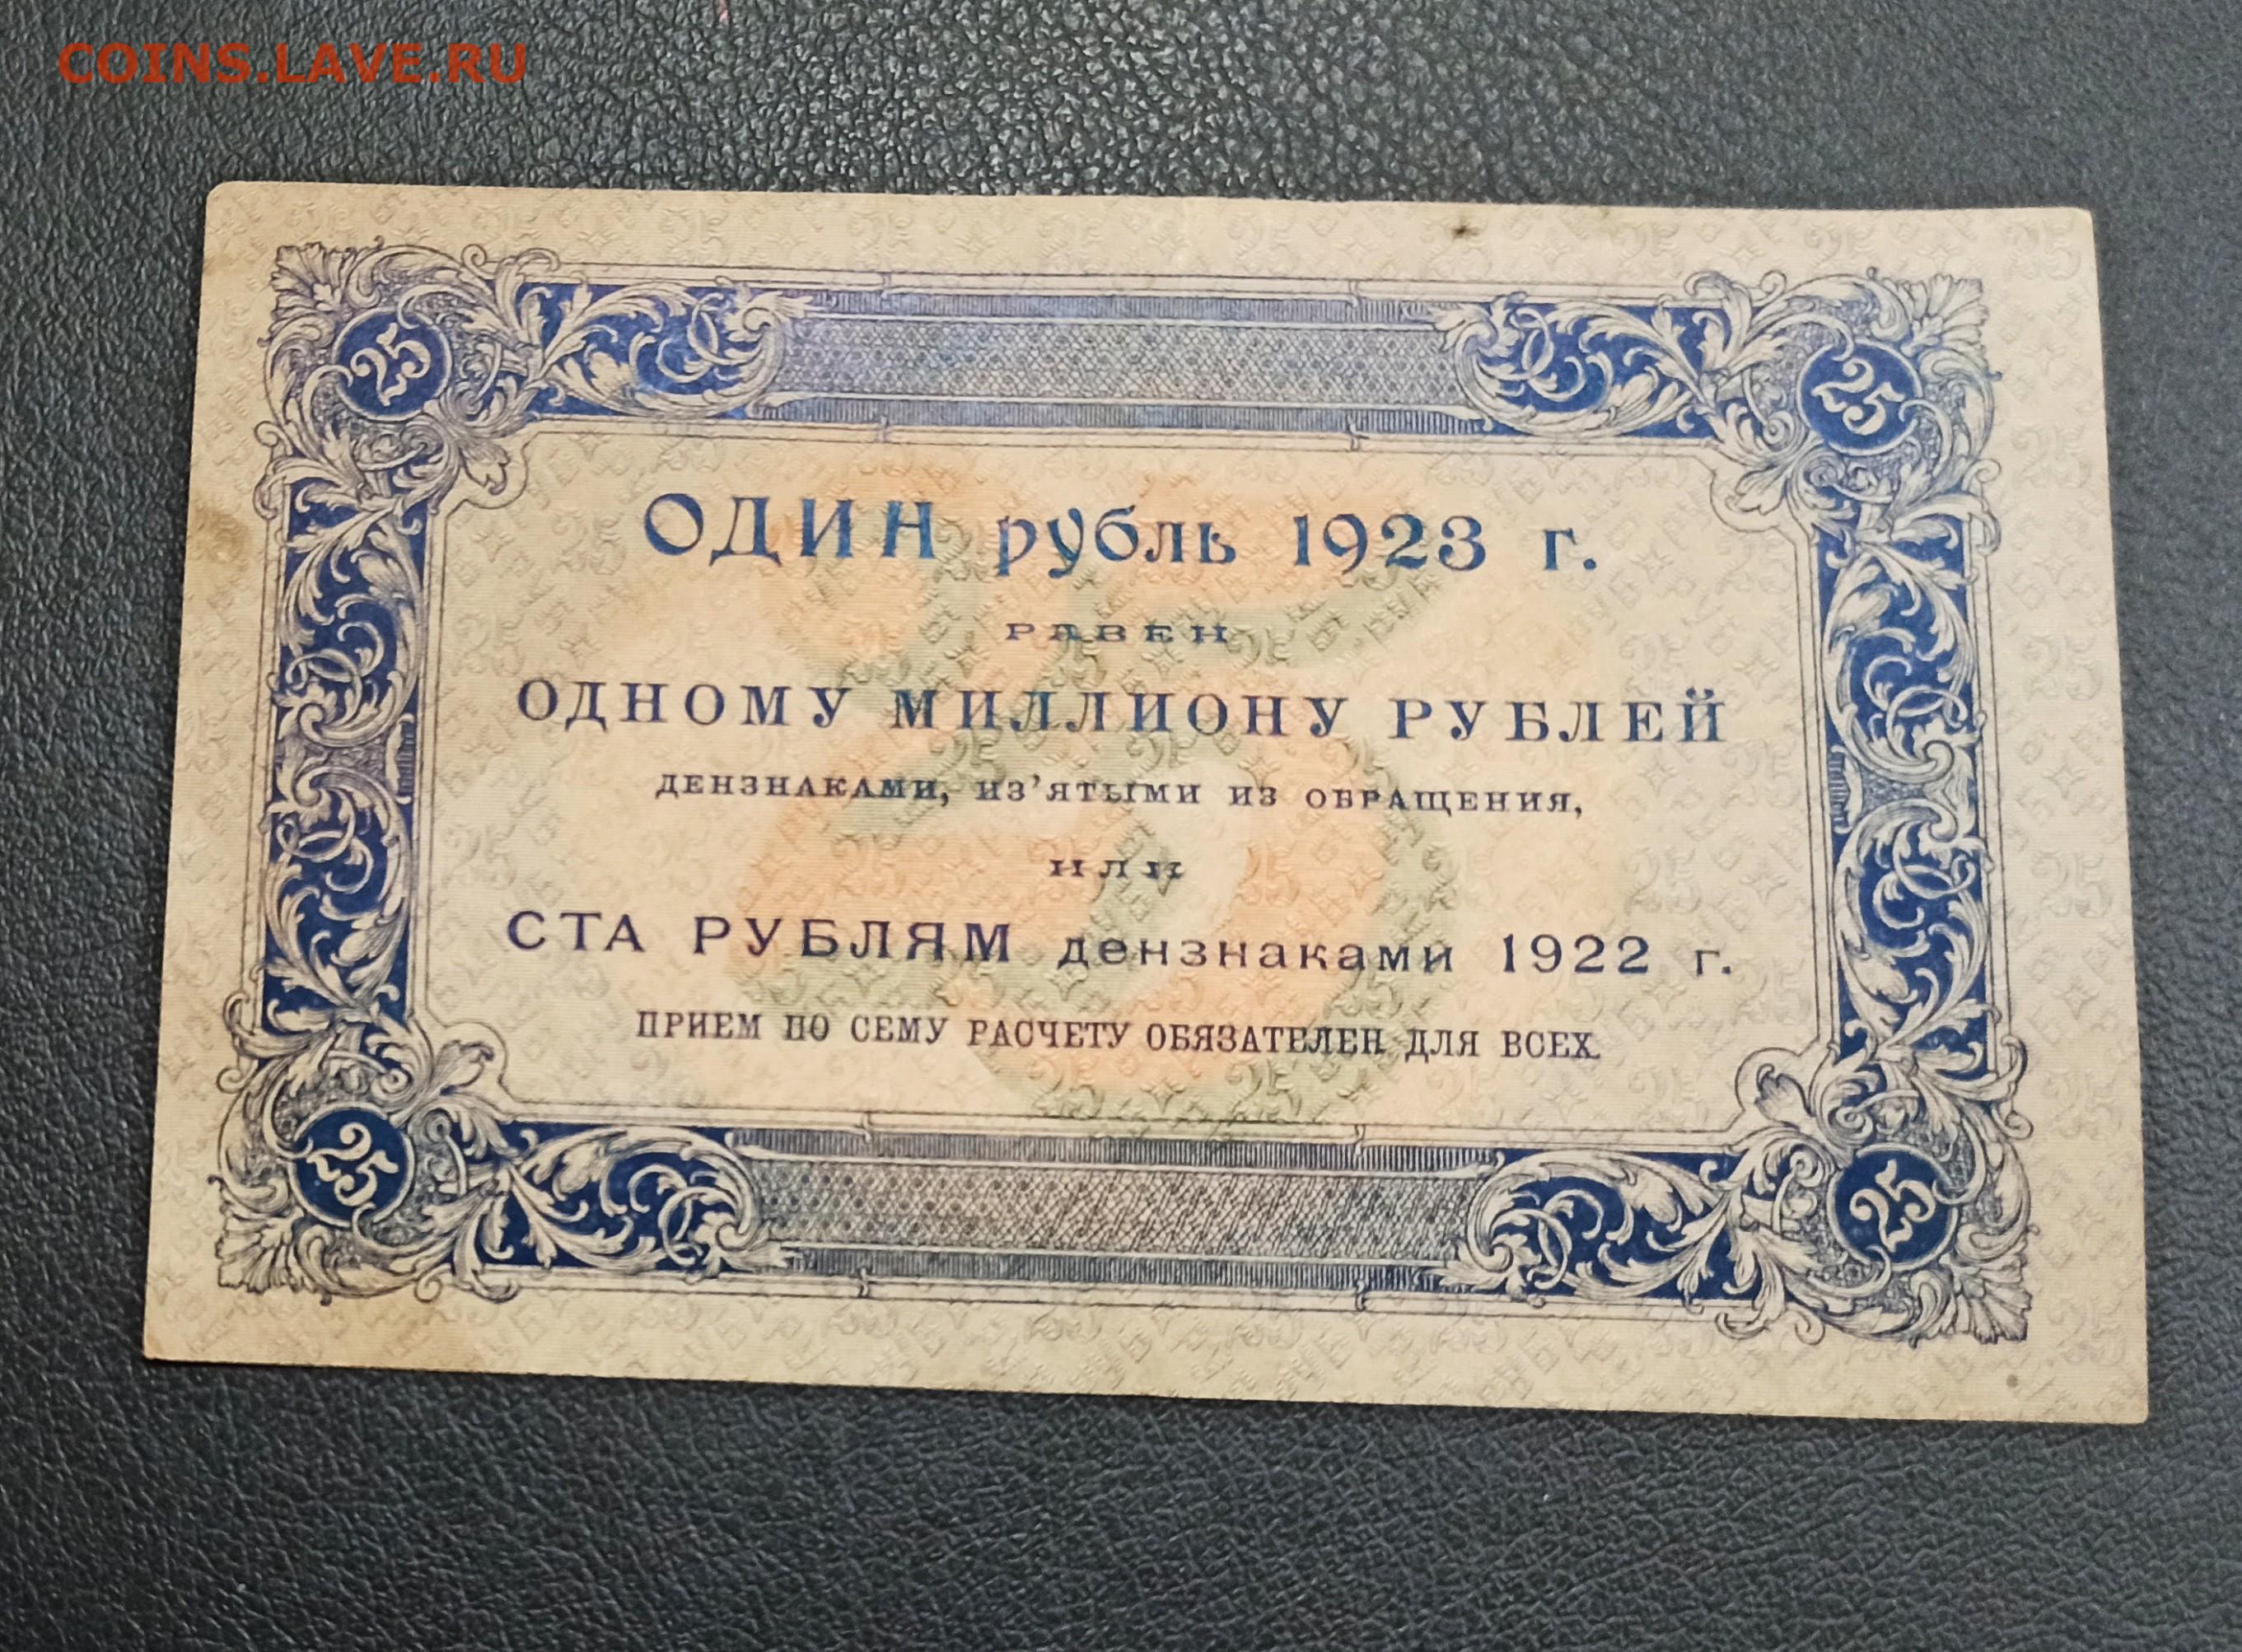 COINS.LAVE.RU
25 25
ОДИН рубль 1923 г.
РАВЕН
ОДНОМУ МИЛЛИОНУ РУБЛЕЙ
ДЕНЗНАКАМИ, ИЗ'ЯТЫМИ ИЗ ОБРАЩЕНИЯ,
ИЛИ
СТА РУБЛЯМ дензнаками 1922 г.
ПРИЕМ ПО СЕМУ РАСЧЕТУ ОБЯЗАТЕЛЕН ДЛЯ ВСЕХ.
25 25